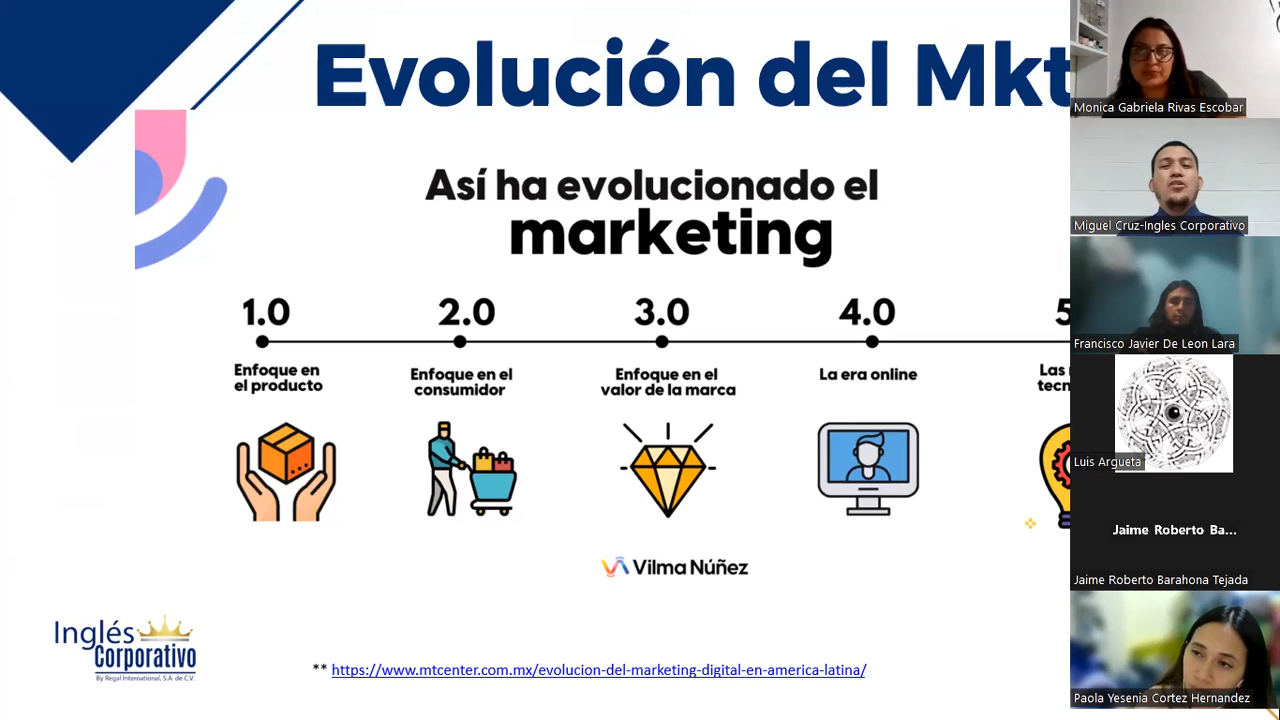 Evolución del Mkt
Así ha evolucionado el
marketing
1.0
2.0
3.0
4.0
5
Enfoque en
el producto
Enfoque en el
consumidor
Enfoque en el
valor de la marca
La era online
Las
tecn
Vilma Núñez
Inglés
Corporativo
By Regal International, S.A. de C.V.
** https://www.mtcenter.com.mx/evolucion-del-marketing-digital-en-america-latina/
Monica Gabriela Rivas Escobar
Miguel Cruz-Ingles Corporativo
Francisco Javier De Leon Lara
Luis Argueta
Jaime Roberto Ba...
Jaime Roberto Barahona Tejada
Paola Yesenia Cortez Hernandez